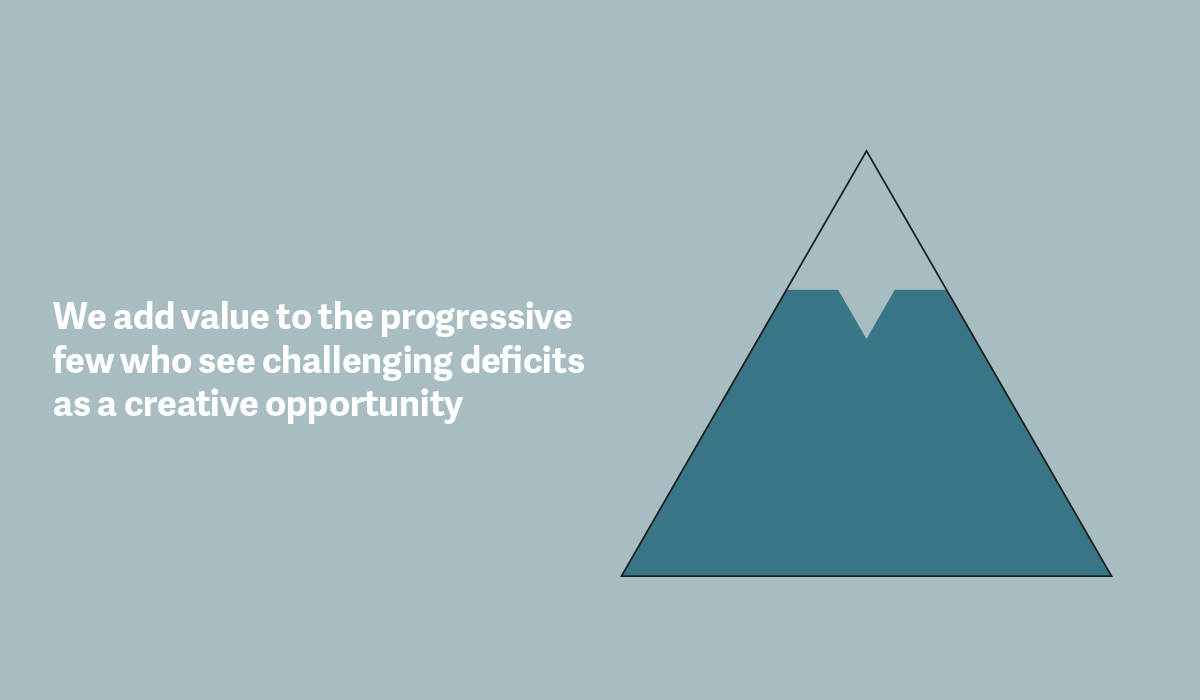 We add value to the progressive
few who see challenging deficits
as a creative opportunity